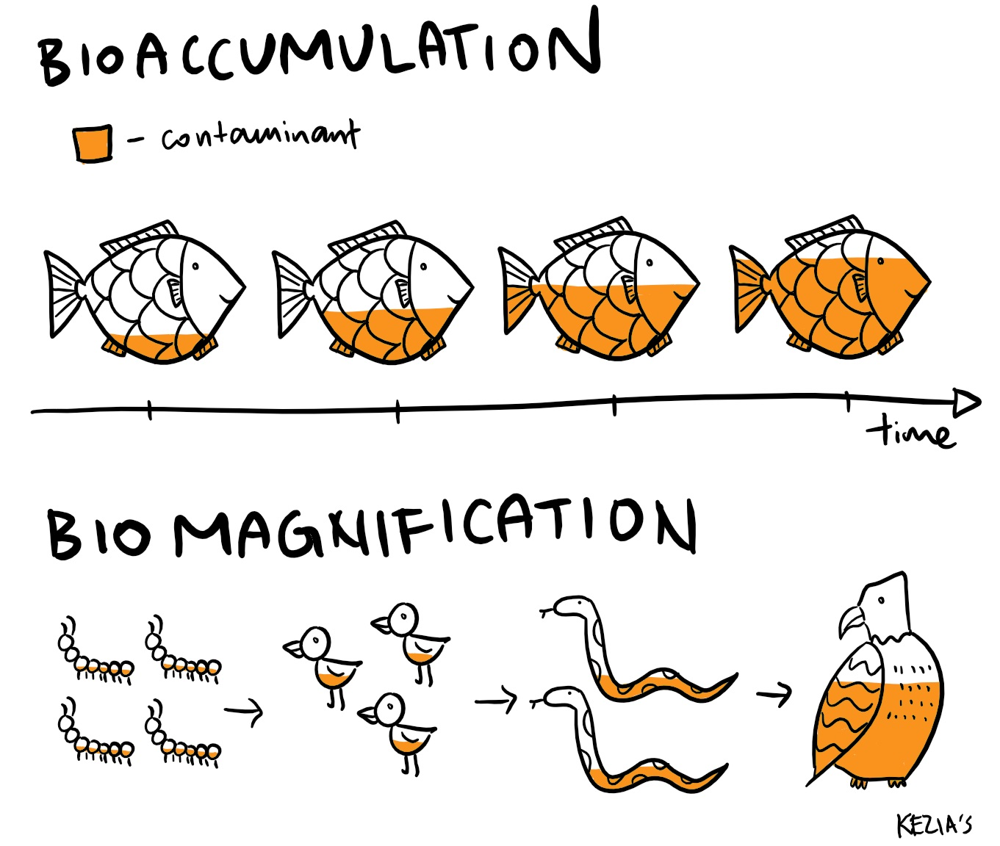 BIOACCUMULATION
- contaminant
time
BIOMAGNIFICATION
KEZIA'S